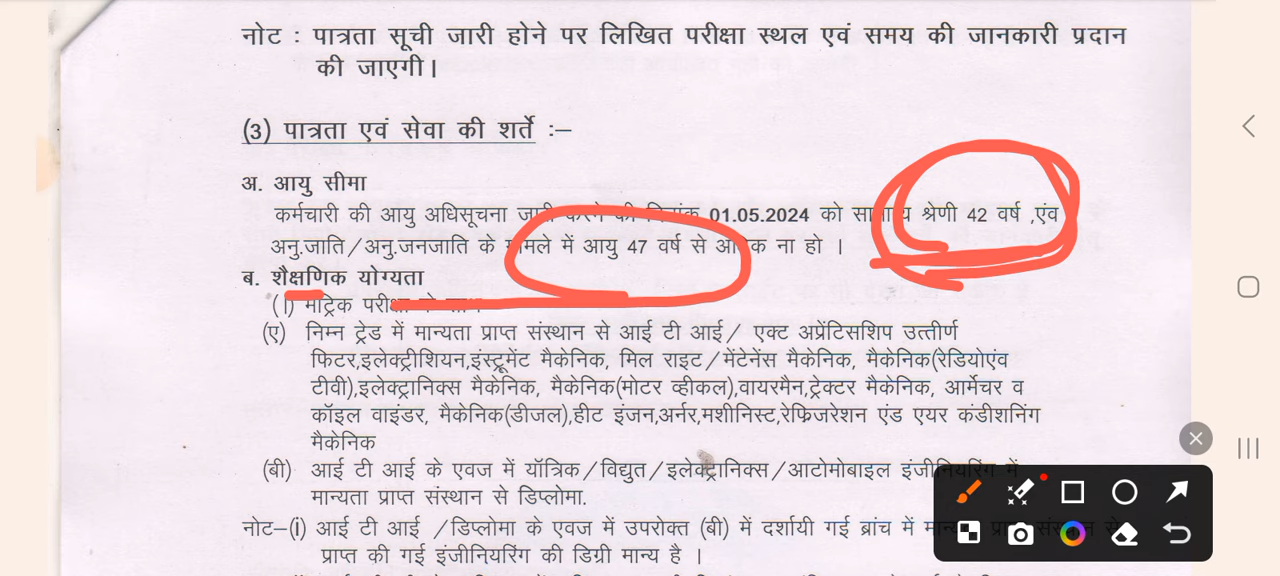 नोट : पात्रता सूची जारी होने पर लिखित परीक्षा स्थल एवं समय की जानकारी प्रदान
की जाएगी।
(3) पात्रता एवं सेवा की शर्ते :–
अ. आयु सीमा
कर्मचारी की आयु अधिसूचना जारी करने की दिनांक 01.05.2024 को सामान्य श्रेणी 42 वर्ष ,एंव
अनु.जाति/अनु.जनजाति के मामले में आयु 47 वर्ष से अधिक ना हो ।
ब. शैक्षणिक योग्यता
(I) मैट्रिक परीक्षा के साथ
(ए) निम्न ट्रेड में मान्यता प्राप्त संस्थान से आई टी आई/ एक्ट अप्रेंटिसशिप उत्तीर्ण
फिटर,इलेक्ट्रीशियन,इंस्ट्रूमेंट मैकेनिक, मिल राइट/मेंटेनेंस मैकेनिक, मैकेनिक(रेडियोएंव
टीवी),इलेक्ट्रानिक्स मैकेनिक, मैकेनिक(मोटर व्हीकल),वायरमैन,ट्रेक्टर मैकेनिक, आर्मेचर व
कॉइल वाइंडर, मैकेनिक(डीजल),हीट इंजन,अर्नर,मशीनिस्ट,रेफ्रिजरेशन एंड एयर कंडीशनिंग
मैकेनिक
(बी) आई टी आई के एवज में यॉत्रिक/विद्युत/इलेक्ट्रानिक्स/आटोमोबाइल इंजीनियरिंग में
मान्यता प्राप्त संस्थान से डिप्लोमा.
नोट–(i) आई टी आई /डिप्लोमा के एवज में उपरोक्त (बी) में दर्शायी गई ब्रांच में से
प्राप्त की गई इंजीनियरिंग की डिग्री मान्य है ।